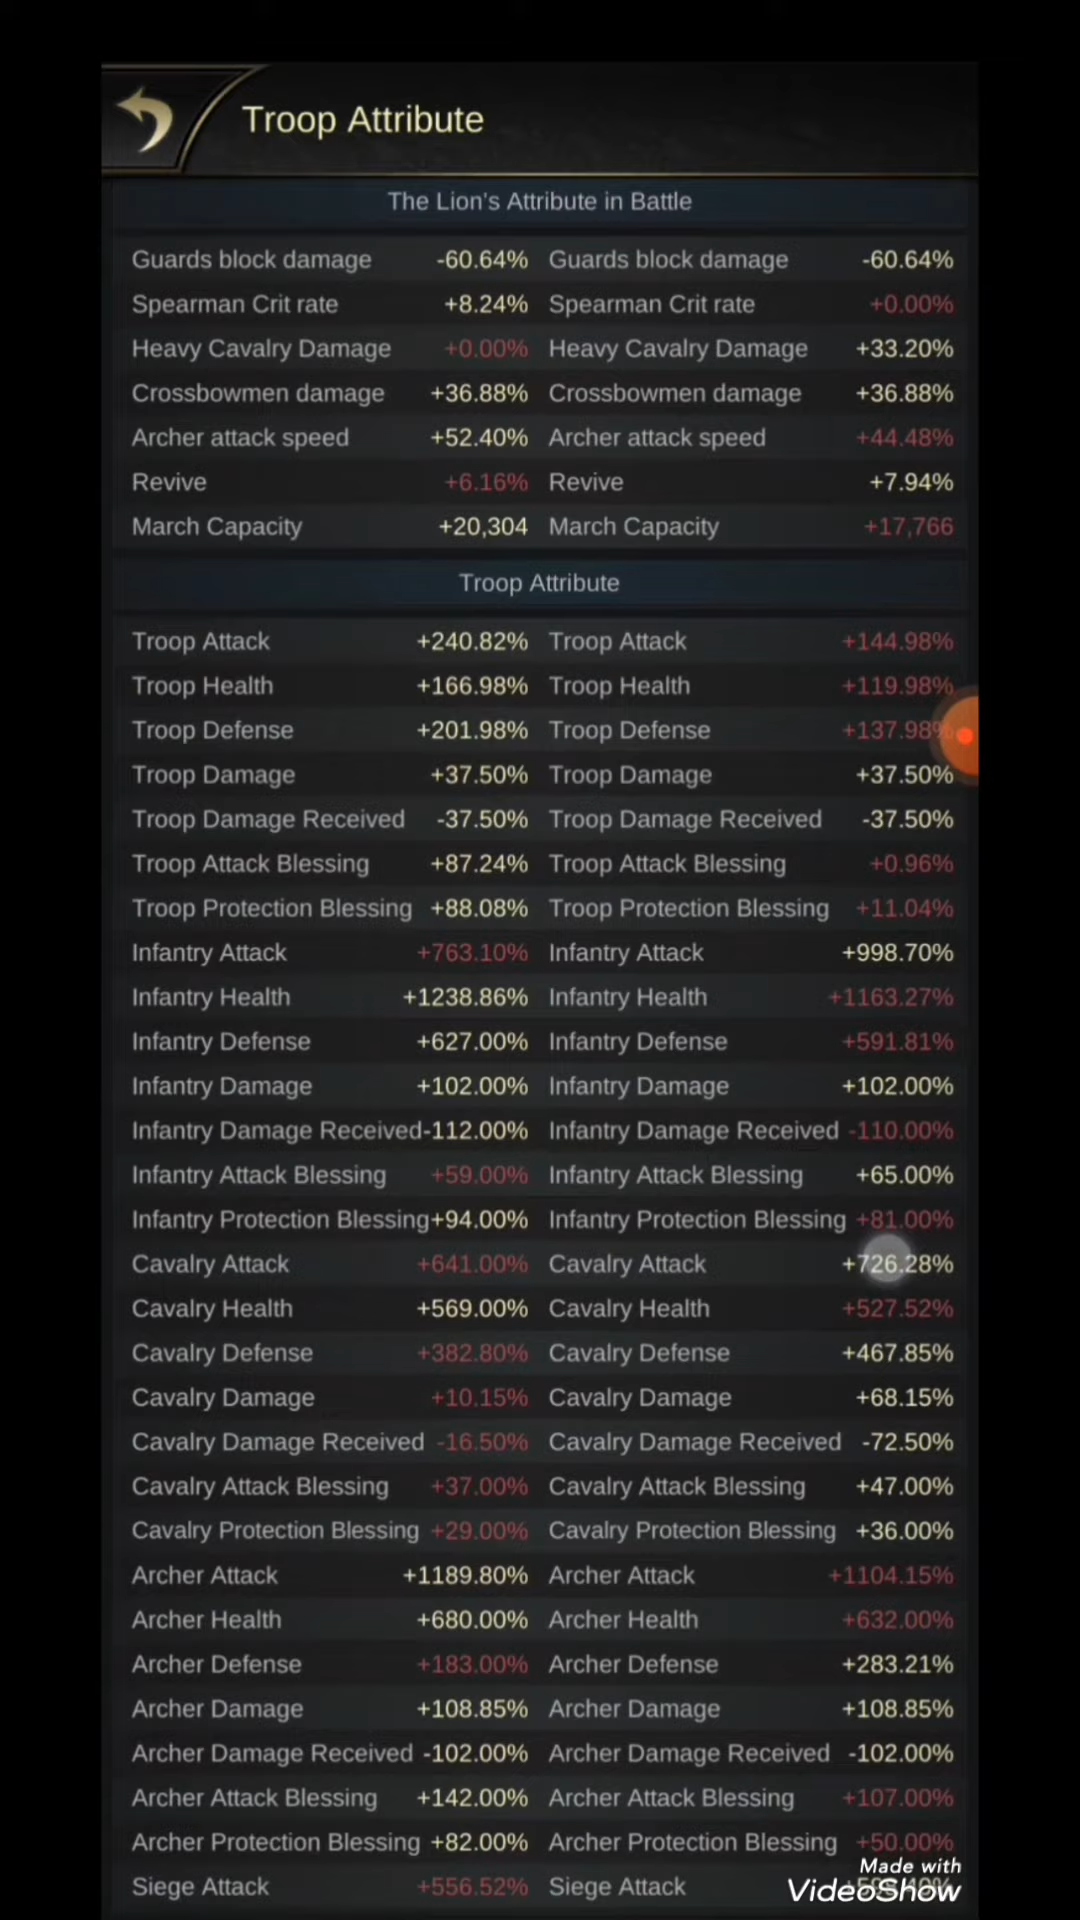 Troop Attribute
The Lion's Attribute in Battle
Guards block damage -60.64% Guards block damage -60.64%
Spearman Crit rate +8.24% Spearman Crit rate +0.00%
Heavy Cavalry Damage +0.00% Heavy Cavalry Damage +33.20%
Crossbowmen damage +36.88% Crossbowmen damage +36.88%
Archer attack speed +52.40% Archer attack speed +44.48%
Revive +6.16% Revive +7.94%
March Capacity +20,304 March Capacity +17,766
Troop Attribute
Troop Attack +240.82% Troop Attack +144.98%
Troop Health +166.98% Troop Health +119.98%
Troop Defense +201.98% Troop Defense +137.98%
Troop Damage +37.50% Troop Damage +37.50%
Troop Damage Received -37.50% Troop Damage Received -37.50%
Troop Attack Blessing +87.24% Troop Attack Blessing +0.96%
Troop Protection Blessing +88.08% Troop Protection Blessing +11.04%
Infantry Attack +763.10% Infantry Attack +998.70%
Infantry Health +1238.86% Infantry Health +1163.27%
Infantry Defense +627.00% Infantry Defense +591.81%
Infantry Damage +102.00% Infantry Damage +102.00%
Infantry Damage Received -112.00% Infantry Damage Received -110.00%
Infantry Attack Blessing +59.00% Infantry Attack Blessing +65.00%
Infantry Protection Blessing +94.00% Infantry Protection Blessing +81.00%
Cavalry Attack +641.00% Cavalry Attack +726.28%
Cavalry Health +569.00% Cavalry Health +527.52%
Cavalry Defense +382.80% Cavalry Defense +467.85%
Cavalry Damage +10.15% Cavalry Damage +68.15%
Cavalry Damage Received -16.50% Cavalry Damage Received -72.50%
Cavalry Attack Blessing +37.00% Cavalry Attack Blessing +47.00%
Cavalry Protection Blessing +29.00% Cavalry Protection Blessing +36.00%
Archer Attack +1189.80% Archer Attack +1104.15%
Archer Health +680.00% Archer Health +632.00%
Archer Defense +183.00% Archer Defense +283.21%
Archer Damage +108.85% Archer Damage +108.85%
Archer Damage Received -102.00% Archer Damage Received -102.00%
Archer Attack Blessing +142.00% Archer Attack Blessing +107.00%
Archer Protection Blessing +82.00% Archer Protection Blessing +50.00%
Siege Attack +556.52% Siege Attack
Made with
VideoShow